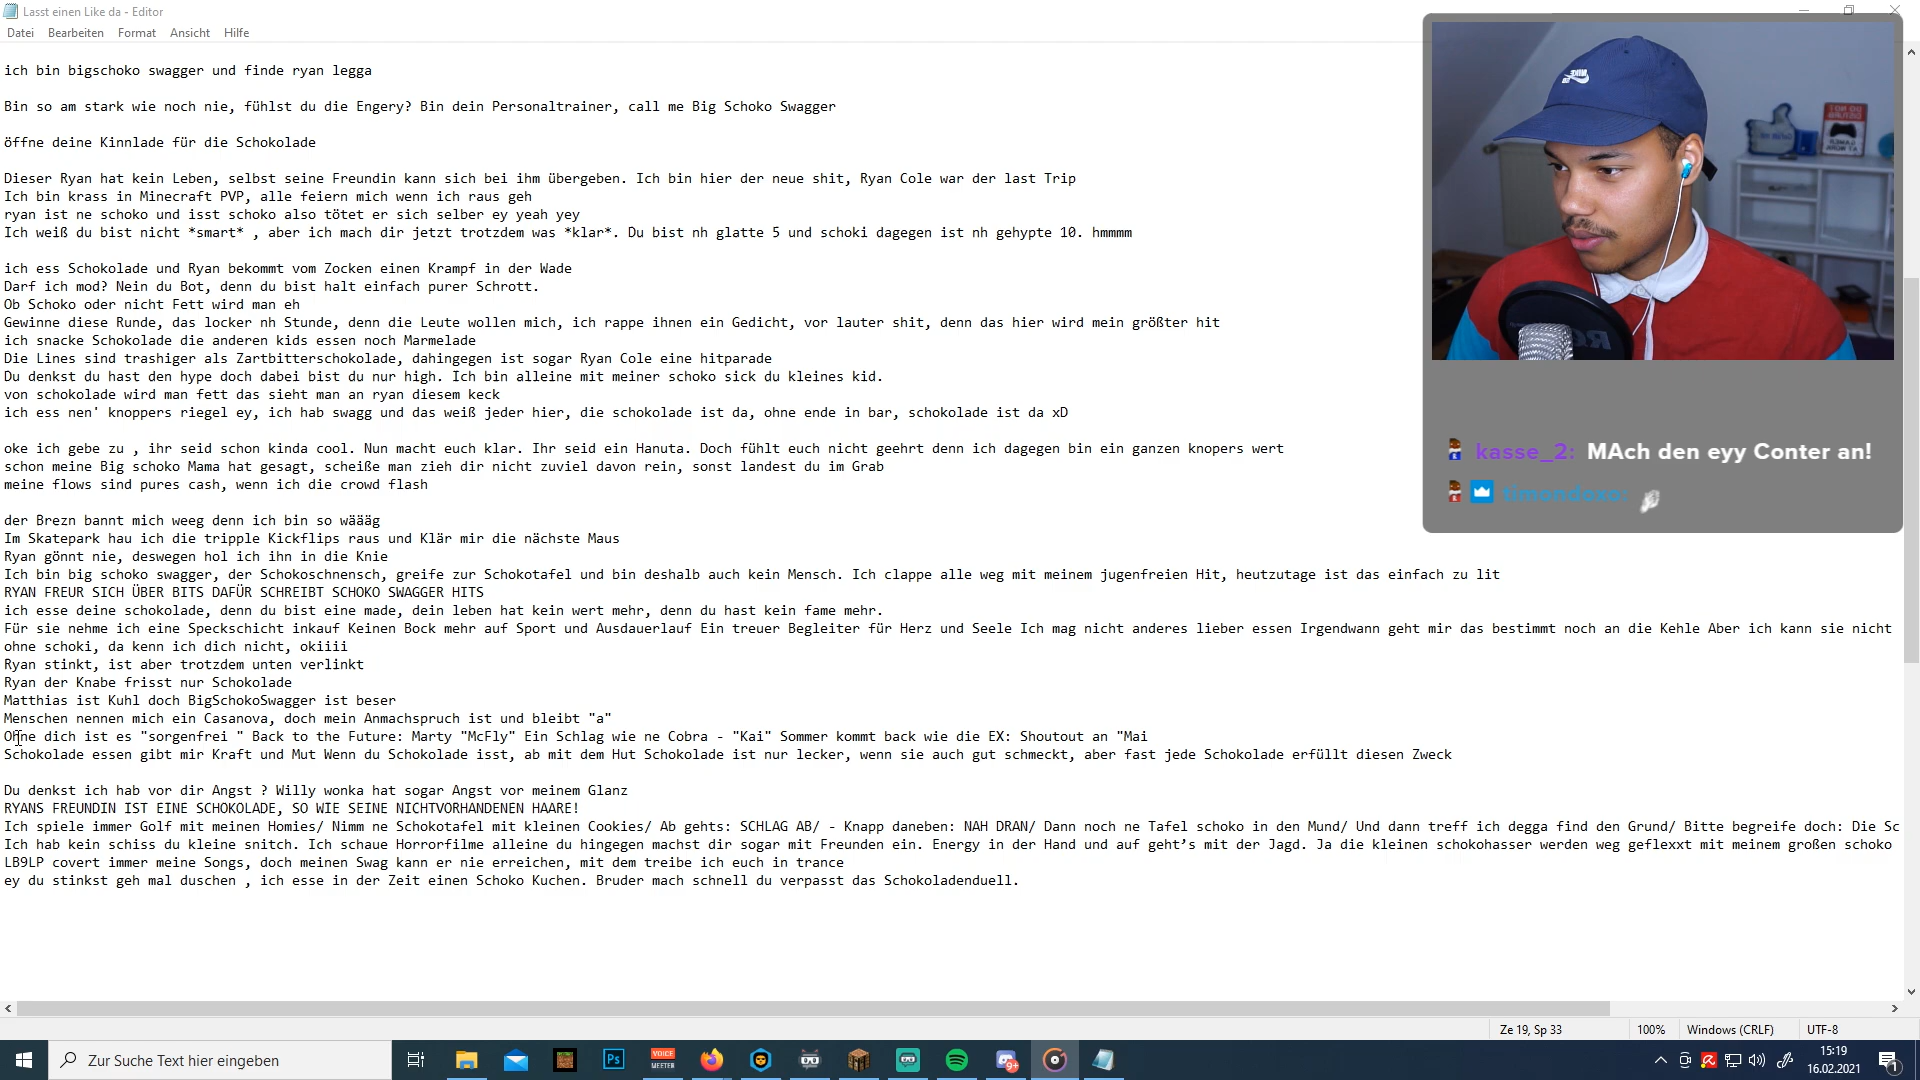 Lasst einen Like da - Editor
Datei Bearbeiten Format Ansicht Hilfe
ich bin bigschoko swagger und finde ryan legga
Bin so am stark wie noch nie, fühlst du die Engery? Bin dein Personaltrainer, call me Big Schoko Swagger
öffne deine Kinnlade für die Schokolade
Dieser Ryan hat kein Leben, selbst seine Freundin kann sich bei ihm übergeben. Ich bin hier der neue shit, Ryan Cole war der last Trip
Ich bin krass in Minecraft PVP, alle feiern mich wenn ich raus geh
ryan ist ne schoko und isst schoko also tötet er sich selber ey yeah yey
Ich weiß du bist nicht *smart* , aber ich mach dir jetzt trotzdem was *klar*. Du bist nh glatte 5 und schoki dagegen ist nh gehypte 10. hmmmm
ich ess Schokolade und Ryan bekommt vom Zocken einen Krampf in der Wade
Darf ich mod? Nein du Bot, denn du bist halt einfach purer Schrott.
Ob Schoko oder nicht Fett wird man eh
Gewinne diese Runde, das locker nh Stunde, denn die Leute wollen mich, ich rappe ihnen ein Gedicht, vor lauter shit, denn das hier wird mein größter hit
ich snacke Schokolade die anderen kids essen noch Marmelade
Die Lines sind trashiger als Zartbitterschokolade, dahingegen ist sogar Ryan Cole eine hitparade
Du denkst du hast den hype doch dabei bist du nur high. Ich bin alleine mit meiner schoko sick du kleines kid.
von schokolade wird man fett das sieht man an ryan diesem keck
ich ess nen' knoppers riegel ey, ich hab swagg und das weiß jeder hier, die schokolade ist da, ohne ende in bar, schokolade ist da xD
oke ich gebe zu , ihr seid schon kinda cool. Nun macht euch klar. Ihr seid ein Hanuta. Doch fühlt euch nicht geehrt denn ich dagegen bin ein ganzen knopers wert
schon meine Big schoko Mama hat gesagt, scheiße man zieh dir nicht zuviel davon rein, sonst landest du im Grab
meine flows sind pures cash, wenn ich die crowd flash
der Brezn bannt mich weeg denn ich bin so wäääg
Im Skatepark hau ich die tripple Kickflips raus und Klär mir die nächste Maus
Ryan gönnt nie, deswegen hol ich ihn in die Knie
Ich bin big schoko swagger, der Schokoschnensch, greife zur Schokotafel und bin deshalb auch kein Mensch. Ich clappe alle weg mit meinem jugenfreien Hit, heutzutage ist das einfach zu lit
RYAN FREUR SICH ÜBER BITS DAFÜR SCHREIBT SCHOKO SWAGGER HITS
ich esse deine schokolade, denn du bist eine made, dein leben hat kein wert mehr, denn du hast kein fame mehr.
Für sie nehme ich eine Speckschicht inkauf Keinen Bock mehr auf Sport und Ausdauerlauf Ein treuer Begleiter für Herz und Seele Ich mag nicht anderes lieber essen Irgendwann geht mir das bestimmt noch an die Kehle Aber ich kann sie nicht
ohne schoki, da kenn ich dich nicht, okiiii
Ryan stinkt, ist aber trotzdem unten verlinkt
Ryan der Knabe frisst nur Schokolade
Matthias ist Kuhl doch BigSchokoSwagger ist beser
Menschen nennen mich ein Casanova, doch mein Anmachspruch ist und bleibt "a"
Ohne dich ist es "sorgenfrei " Back to the Future: Marty "McFly" Ein Schlag wie ne Cobra - "Kai" Sommer kommt back wie die EX: Shoutout an "Mai
Schokolade essen gibt mir Kraft und Mut Wenn du Schokolade isst, ab mit dem Hut Schokolade ist nur lecker, wenn sie auch gut schmeckt, aber fast jede Schokolade erfüllt diesen Zweck
Du denkst ich hab vor dir Angst ? Willy wonka hat sogar Angst vor meinem Glanz
RYANS FREUNDIN IST EINE SCHOKOLADE, SO WIE SEINE NICHTVORHANDENEN HAARE!
Ich spiele immer Golf mit meinen Homies/ Nimm ne Schokotafel mit kleinen Cookies/ Ab gehts: SCHLAG AB/ - Knapp daneben: NAH DRAN/ Dann noch ne Tafel schoko in den Mund/ Und dann treff ich degga find den Grund/ Bitte begreife doch: Die Sc
Ich hab kein schiss du kleine snitch. Ich schaue Horrorfilme alleine du hingegen machst dir sogar mit Freunden ein. Energy in der Hand und auf geht's mit der Jagd. Ja die kleinen schokohasser werden weg geflexxt mit meinem großen schoko
LB9LP covert immer meine Songs, doch meinen Swag kann er nie erreichen, mit dem treibe ich euch in trance
ey du stinkst geh mal duschen , ich esse in der Zeit einen Schoko Kuchen. Bruder mach schnell du verpasst das Schokoladenduell.
kasse_2: MAch den eyy Conter an!
timondoxo:
Ze 19, Sp 33 100% Windows (CRLF) UTF-8
Zur Suche Text hier eingeben
Ps
VOICE
MEETER
9+
15:19
16.02.2021
1